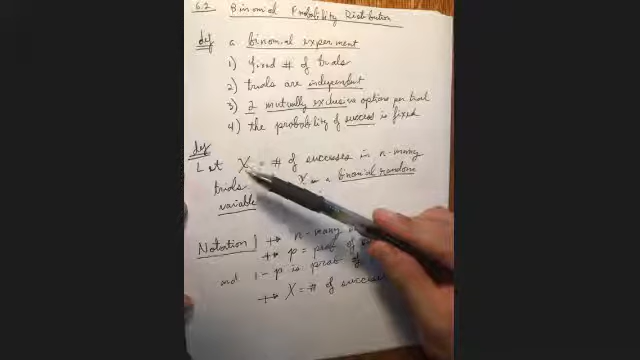 6.2 Binomial Probability Distribution
def a binomial experiment
1) fixed # of trials
2) trials are independent
3) 2 mutually exclusive options per trial
4) the probability of success is fixed
def
Let X = # of successes in n-many
trials X is a binomial random
variable
Notation → n-many
→ p = prob of
and 1-p is prob of
→ X = # of success